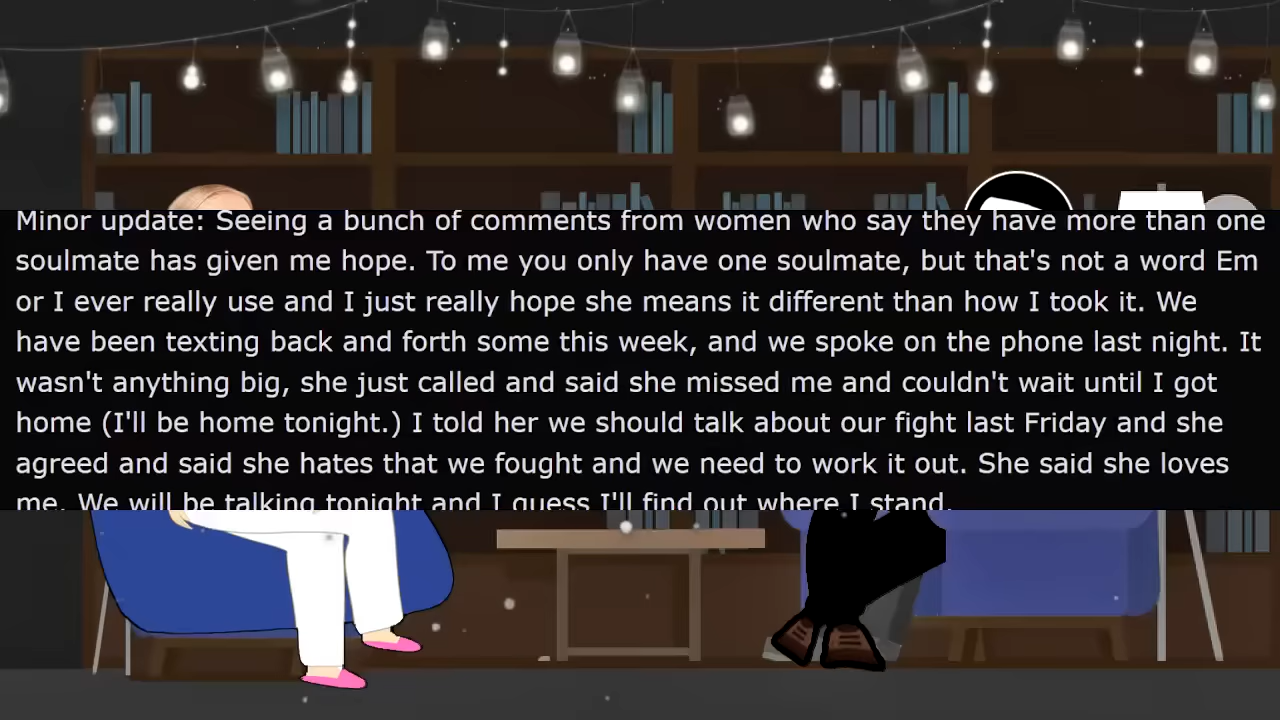 Minor update: Seeing a bunch of comments from women who say they have more than one
soulmate has given me hope. To me you only have one soulmate, but that's not a word Em
or I ever really use and I just really hope she means it different than how I took it. We
have been texting back and forth some this week, and we spoke on the phone last night. It
wasn't anything big, she just called and said she missed me and couldn't wait until I got
home (I'll be home tonight.) I told her we should talk about our fight last Friday and she
agreed and said she hates that we fought and we need to work it out. She said she loves
me. We will be talking tonight and I guess I'll find out where I stand.